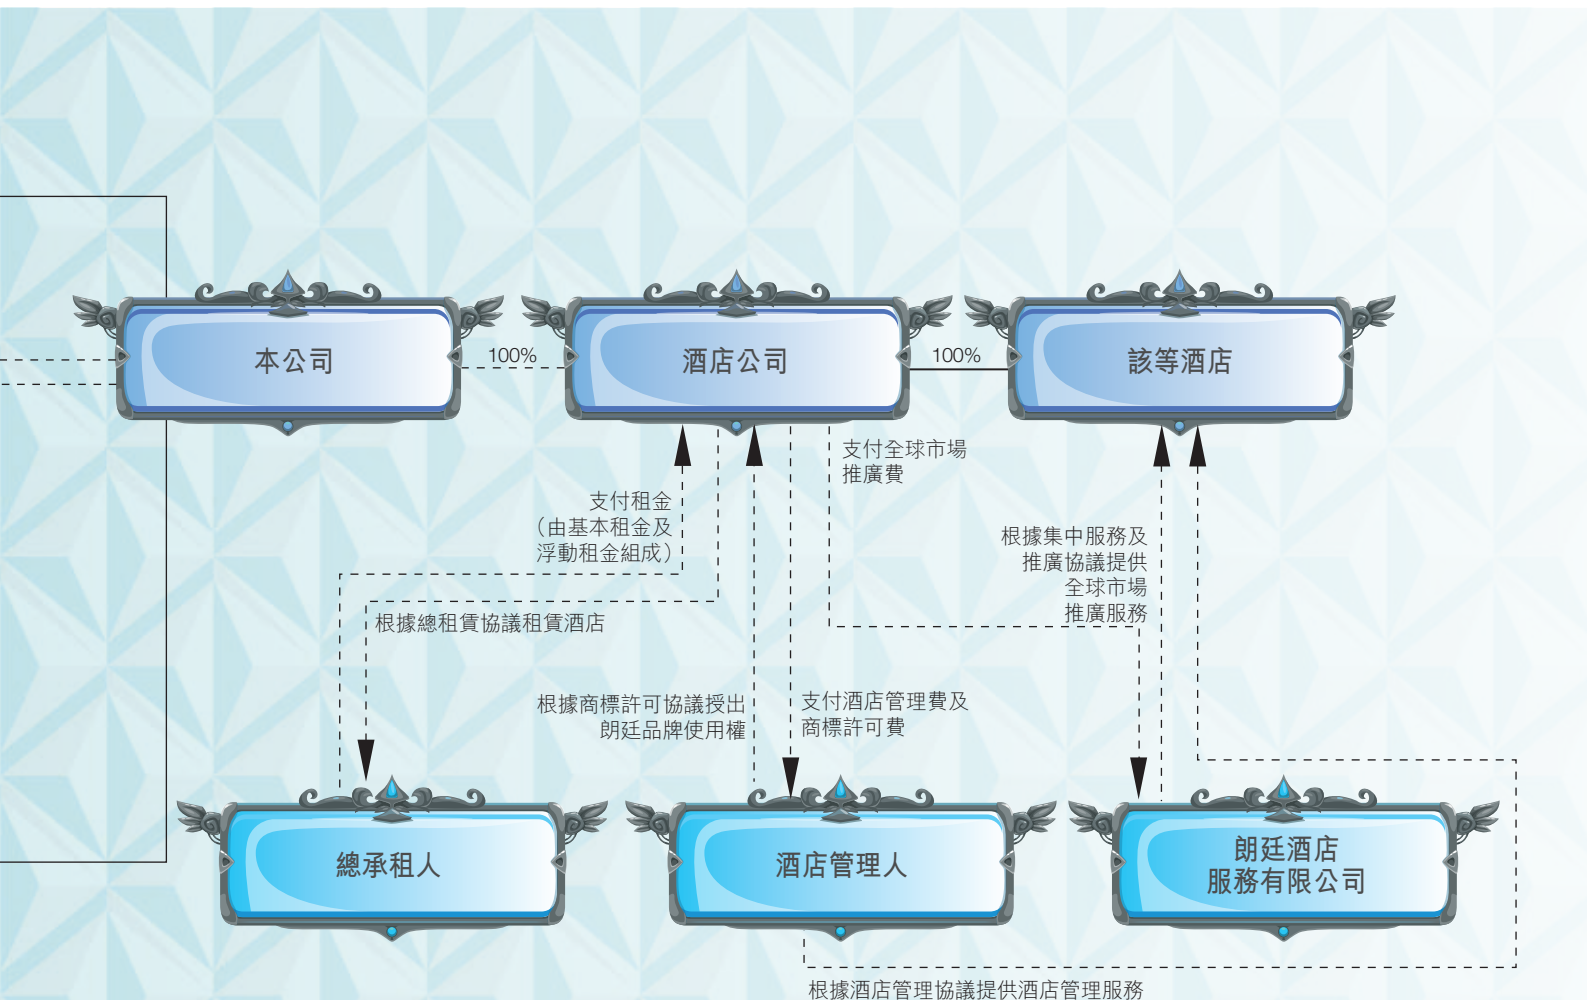 本公司
100%
酒店公司
100%
該等酒店
支付全球市場
推廣費
支付租金
（由基本租金及
浮動租金組成）
根據集中服務及
推廣協議提供
全球市場
推廣服務
根據總租賃協議租賃酒店
根據商標許可協議授出
朗廷品牌使用權
支付酒店管理費及
商標許可費
總承租人
酒店管理人
朗廷酒店
服務有限公司
根據酒店管理協議提供酒店管理服務